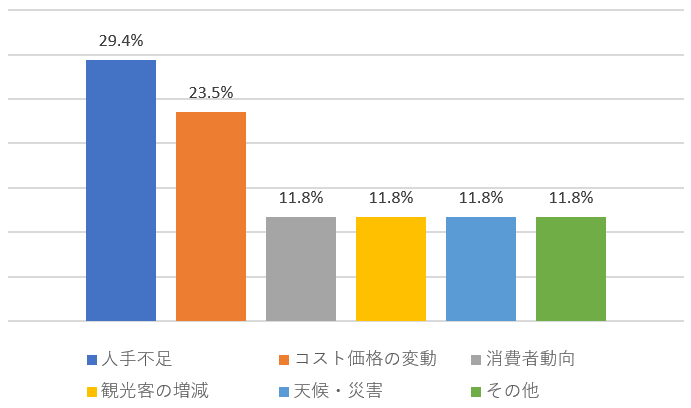 29.4%
23.5%
11.8%
11.8%
11.8%
11.8%
人手不足
コスト価格の変動
消費者動向
観光客の増減
天候・災害
その他